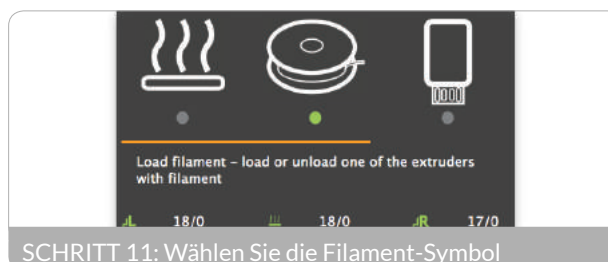 Load filament – load or unload one of the extruders
with filament
L 18/0 18/0 R 17/0
SCHRITT 11: Wählen Sie die Filament-Symbol